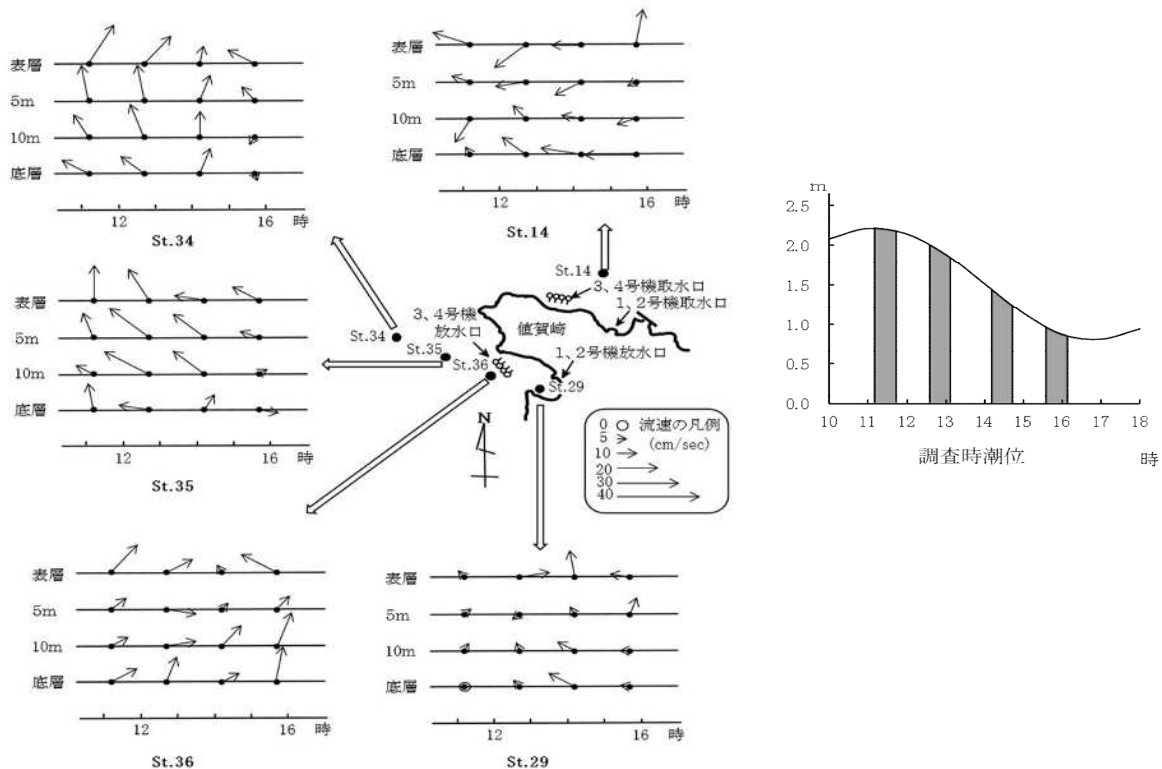 表層
5m
10m
底層
12 16 時
St.34
表層
5m
10m
底層
12 16 時
St.14
表層
5m
10m
底層
12 16 時
St.35
St.14
3、4号機取水口
1、2号機取水口
値賀崎
3、4号機
放水口
St.34
St.35
St.36
1、2号機放水口
St.29
N
0 流速の凡例
5 (cm/sec)
10
20
30
40
表層
5m
10m
底層
12 16 時
St.36
表層
5m
10m
底層
12 16 時
St.29
m
2.5
2.0
1.5
1.0
0.0
10 11 12 13 14 15 16 17 18
調査時潮位 時